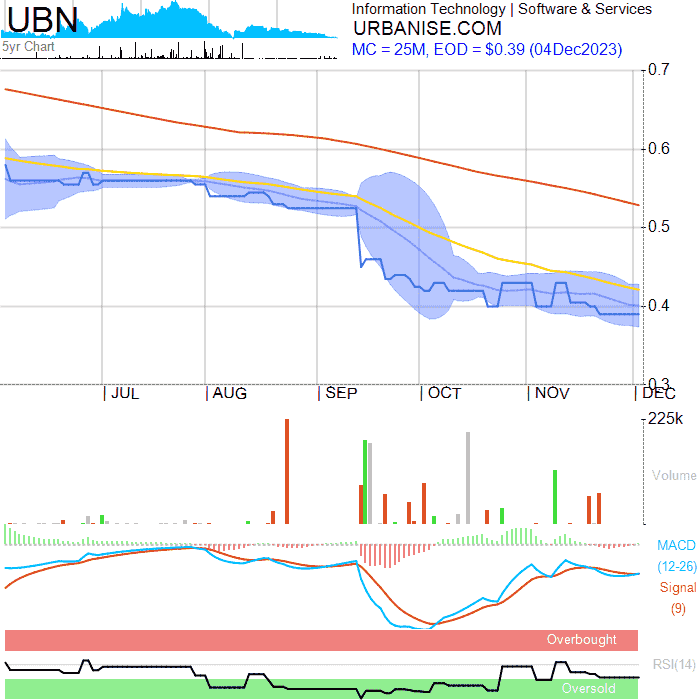 UBN
5yr Chart
Information Technology | Software & Services
URBANISE.COM
MC = 25M, EOD = $0.39 (04Dec2023)
0.7
0.6
0.5
0.4
0.3
JUL
AUG
SEP
OCT
NOV
DEC
225k
Volume
MACD
(12-26)
Signal
(9)
Overbought
RSI(14)
Oversold